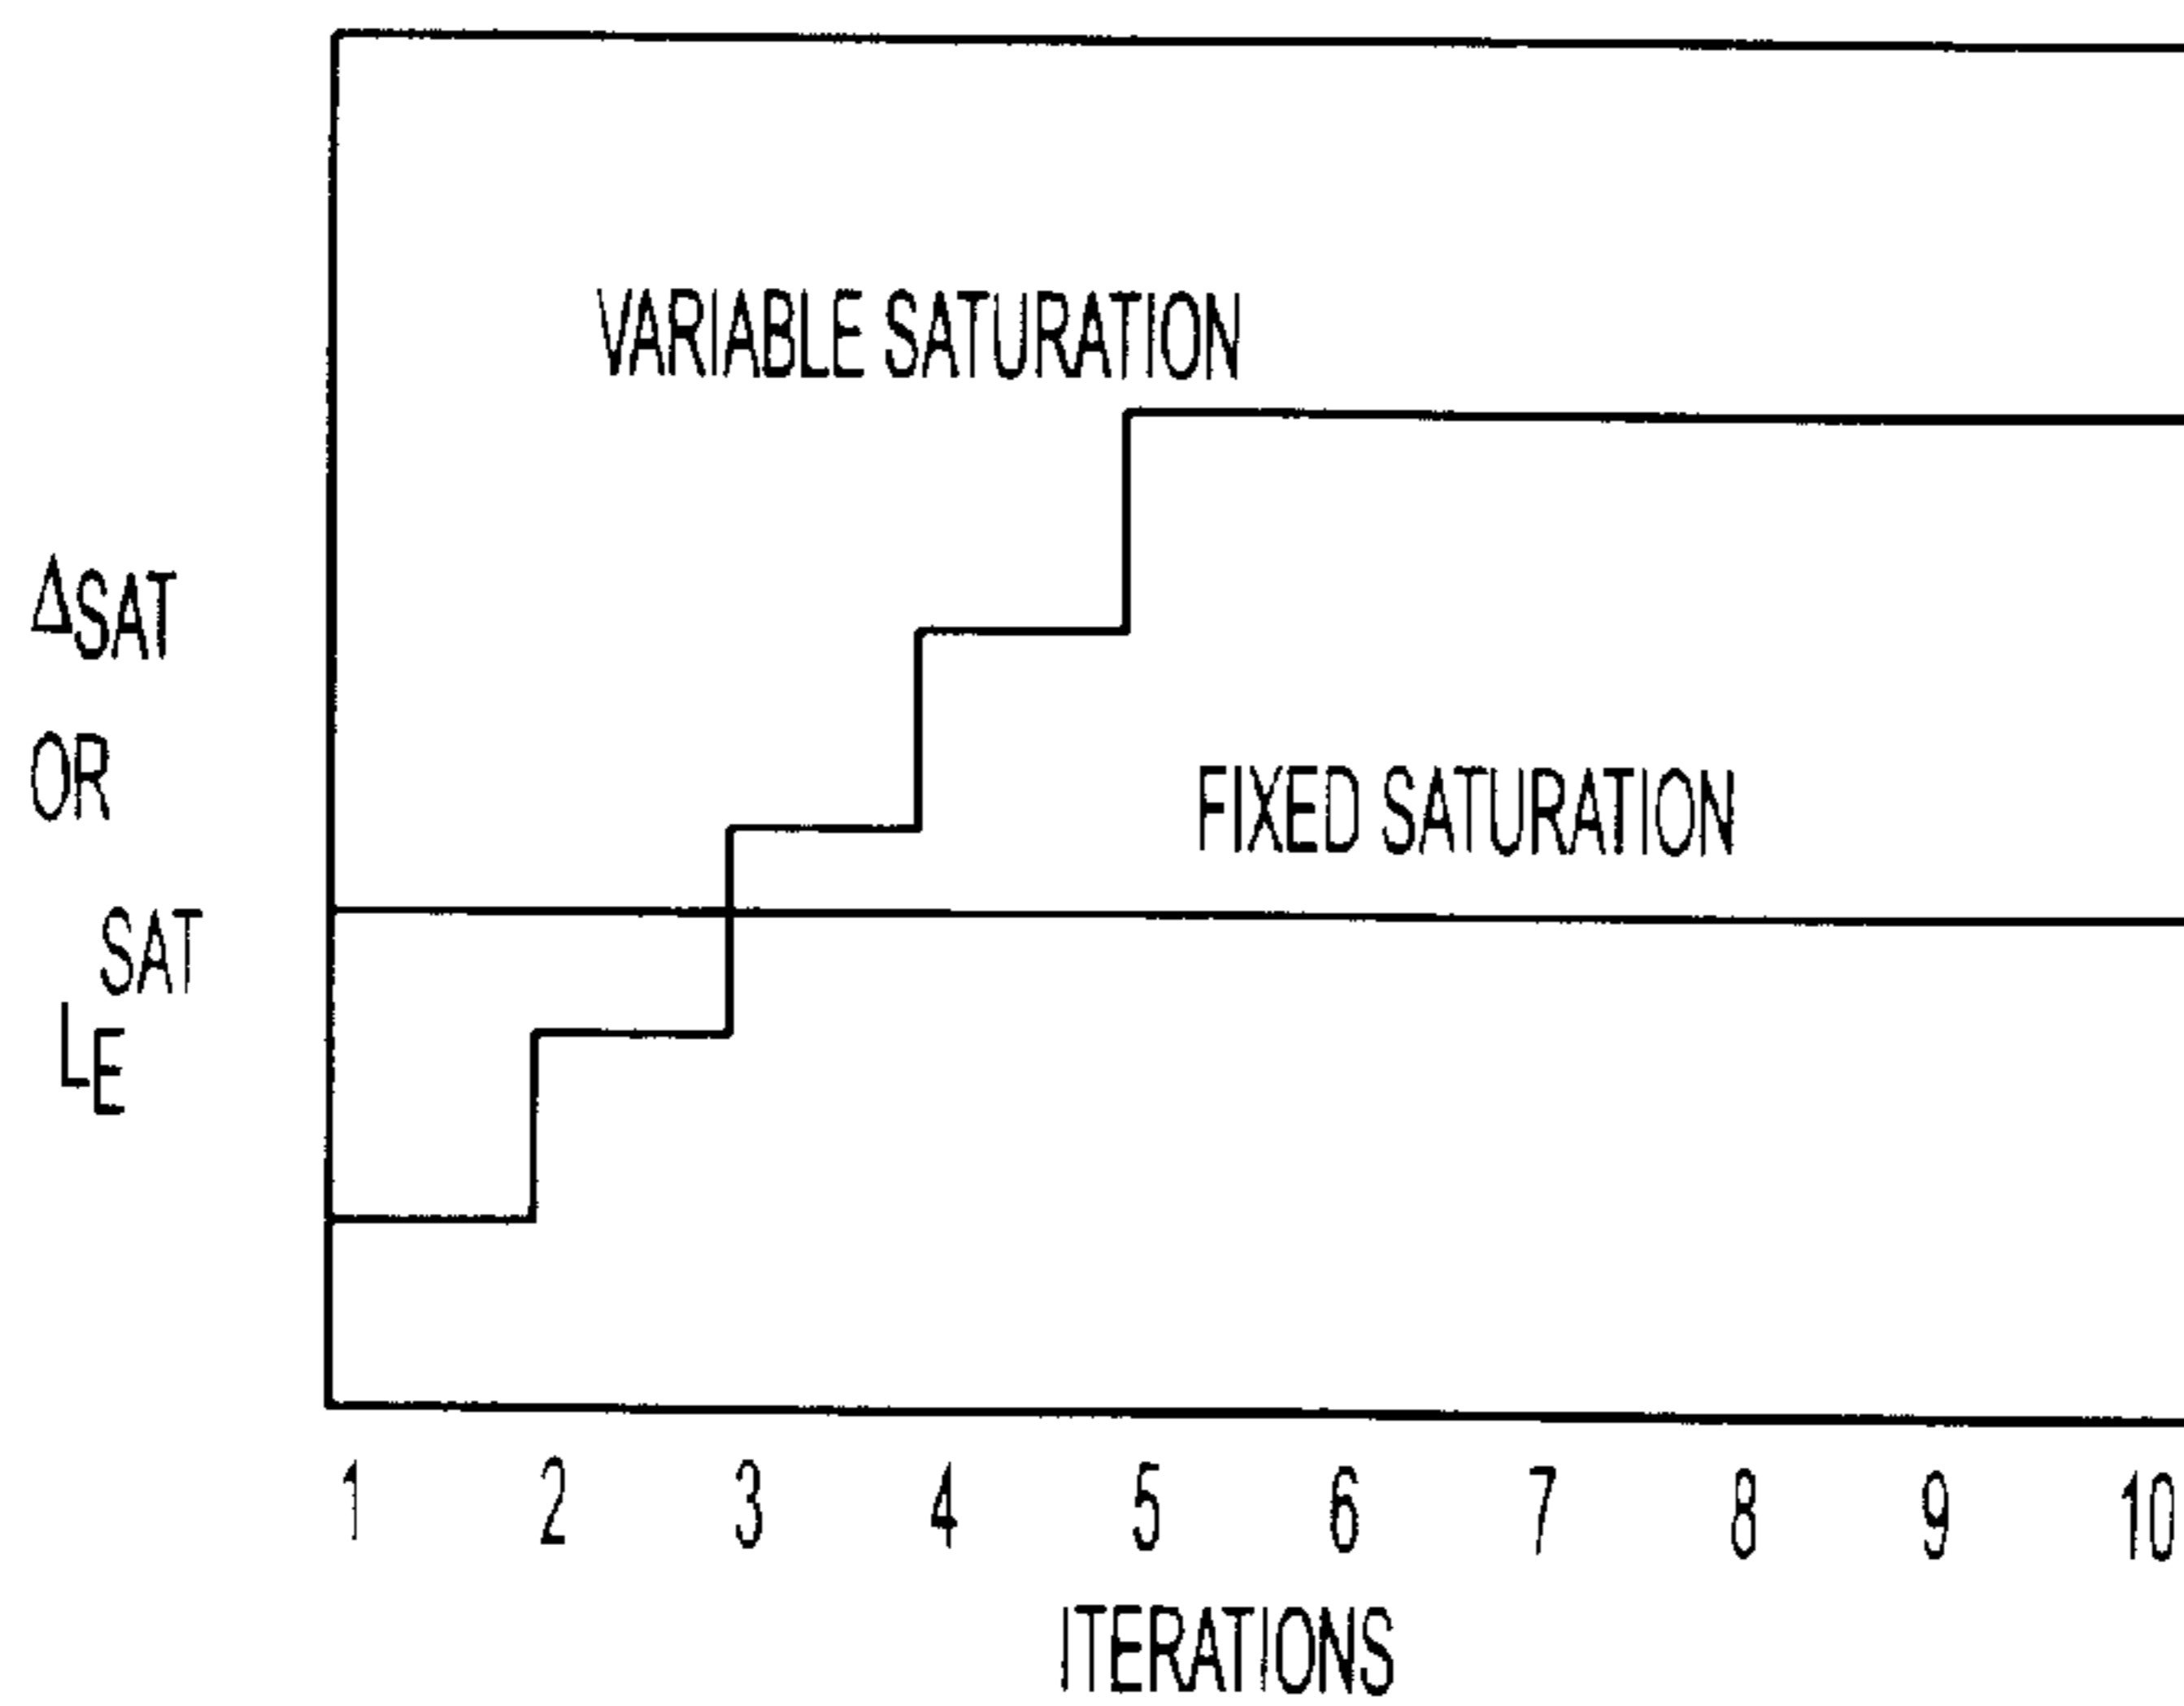 VARIABLE SATURATION
ΔSAT
OR
SAT
LE
FIXED SATURATION
1 2 3 4 5 6 7 8 9 10
ITERATIONS